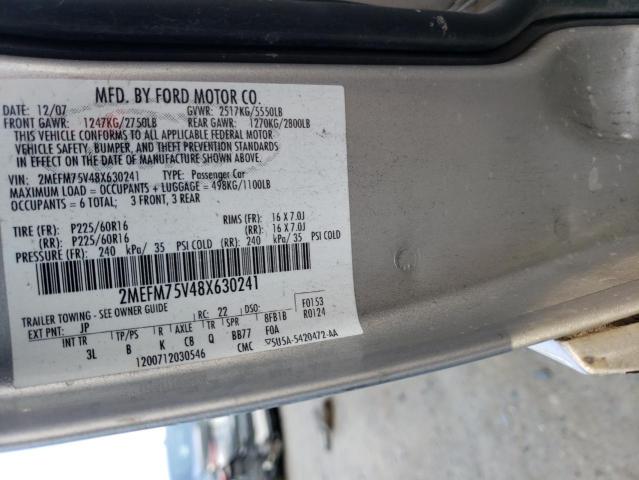 MFD. BY FORD MOTOR CO.
DATE: 12/07 GVWR: 2517KG/5550LB
FRONT GAWR: 1247KG/2750LB REAR GAWR: 1270KG/2800LB
THIS VEHICLE CONFORMS TO ALL APPLICABLE FEDERAL MOTOR
VEHICLE SAFETY, BUMPER, AND THEFT PREVENTION STANDARDS
IN EFFECT ON THE DATE OF MANUFACTURE SHOWN ABOVE.
VIN: 2MEFM75V48X630241 TYPE: Passenger Car
MAXIMUM LOAD = OCCUPANTS + LUGGAGE = 498KG/1100LB
OCCUPANTS = 6 TOTAL: 3 FRONT, 3 REAR
TIRE (FR): P225/60R16 RIMS (FR): 16 X 7.0J
(RR): P225/60R16 (RR): 16 X 7.0J
PRESSURE (FR): 240 kPa/ 35 PSI COLD (RR): 240 kPa/ 35 PSI COLD
2MEFM75V48X630241
TRAILER TOWING - SEE OWNER GUIDE
EXT PNT: JP RC: 22 DSO: F0153
INT TR TP/PS R AXLE TR SPR BFB1B R0124
3L B K C8 Q BB77 F0A
1200712030546 CMC ▽5U5A-5420472-AA